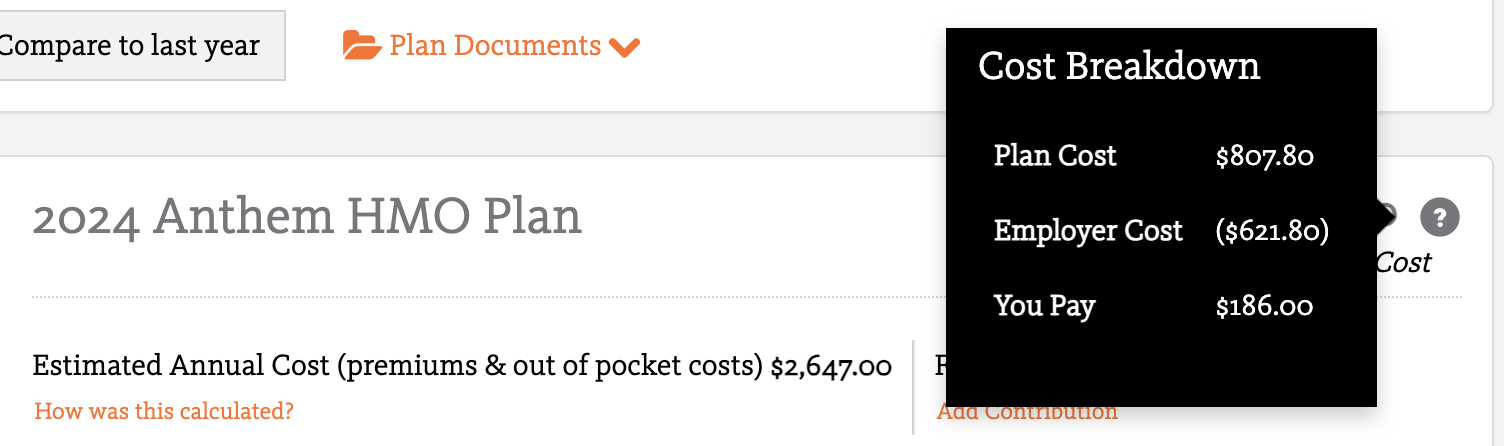 Compare to last year
Plan Documents
2024 Anthem HMO Plan
?
Cost
Estimated Annual Cost (premiums & out of pocket costs) $2,647.00
How was this calculated?
Add Contribution
Cost Breakdown
Plan Cost $807.80
Employer Cost ($621.80)
You Pay $186.00